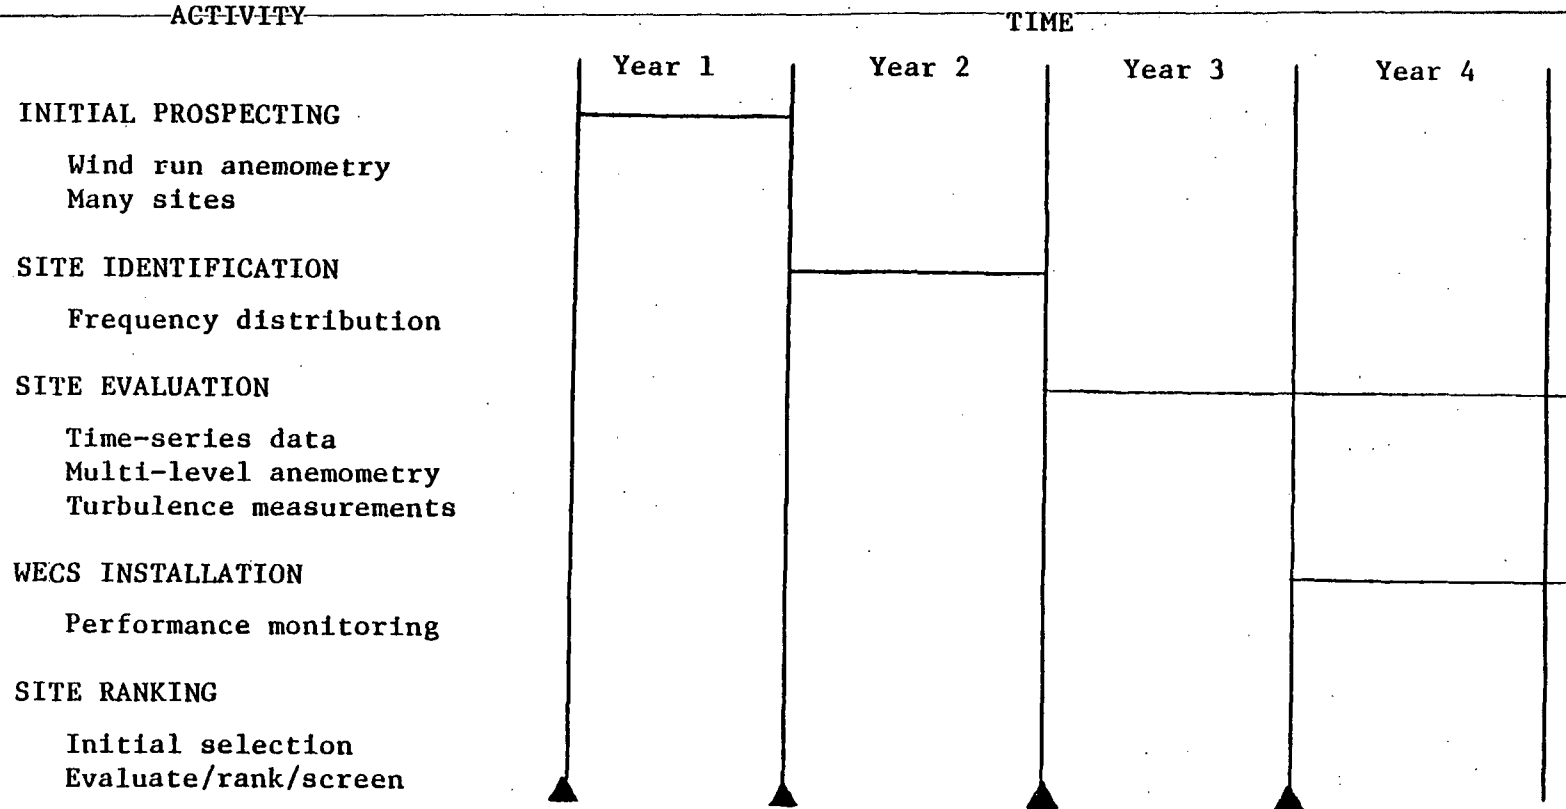 ACTIVITY
TIME
Year 1
Year 2
Year 3
Year 4
INITIAL PROSPECTING
Wind run anemometry
Many sites
SITE IDENTIFICATION
Frequency distribution
SITE EVALUATION
Time-series data
Multi-level anemometry
Turbulence measurements
WECS INSTALLATION
Performance monitoring
SITE RANKING
Initial selection
Evaluate/rank/screen